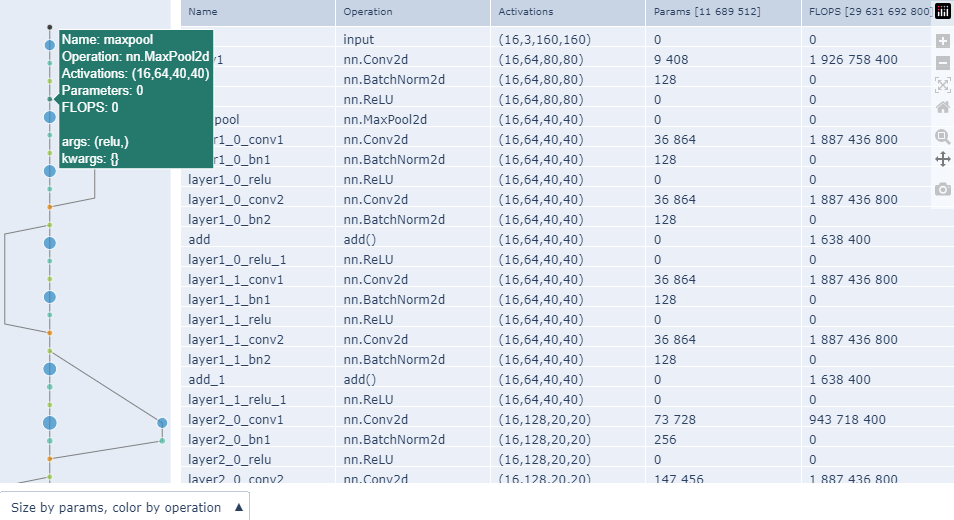 Name Operation Activations Params [11 689 512] FLOPS [29 631 692 800]
input (16,3,160,160) 0 0
1 nn.Conv2d (16,64,80,80) 9 408 1 926 758 400
nn.BatchNorm2d (16,64,80,80) 128 0
nn.ReLU (16,64,80,80) 0 0
pool nn.MaxPool2d (16,64,40,40) 0 0
r1_0_conv1 nn.Conv2d (16,64,40,40) 36 864 1 887 436 800
r1_0_bn1 nn.BatchNorm2d (16,64,40,40) 128 0
layer1_0_relu nn.ReLU (16,64,40,40) 0 0
layer1_0_conv2 nn.Conv2d (16,64,40,40) 36 864 1 887 436 800
layer1_0_bn2 nn.BatchNorm2d (16,64,40,40) 128 0
add add() (16,64,40,40) 0 1 638 400
layer1_0_relu_1 nn.ReLU (16,64,40,40) 0 0
layer1_1_conv1 nn.Conv2d (16,64,40,40) 36 864 1 887 436 800
layer1_1_bn1 nn.BatchNorm2d (16,64,40,40) 128 0
layer1_1_relu nn.ReLU (16,64,40,40) 0 0
layer1_1_conv2 nn.Conv2d (16,64,40,40) 36 864 1 887 436 800
layer1_1_bn2 nn.BatchNorm2d (16,64,40,40) 128 0
add_1 add() (16,64,40,40) 0 1 638 400
layer1_1_relu_1 nn.ReLU (16,64,40,40) 0 0
layer2_0_conv1 nn.Conv2d (16,128,20,20) 73 728 943 718 400
layer2_0_bn1 nn.BatchNorm2d (16,128,20,20) 256 0
layer2_0_relu nn.ReLU (16,128,20,20) 0 0
layer2_0_conv2 nn.Conv2d (16,128,20,20) 147 456 1 887 436 800
Name: maxpool
Operation: nn.MaxPool2d
Activations: (16,64,40,40)
Parameters: 0
FLOPS: 0
args: (relu,)
kwargs: {}
Size by params, color by operation ▲